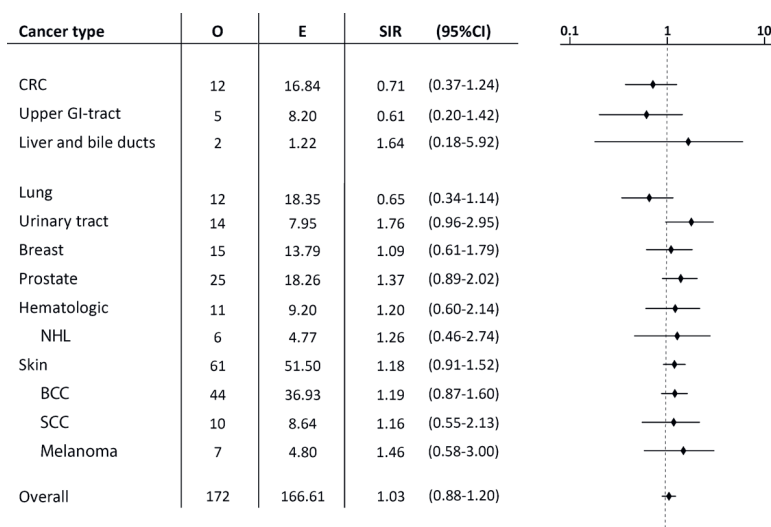 Cancer type O E SIR (95%CI) 0.1 1 10
CRC 12 16.84 0.71 (0.37-1.24)
Upper GI-tract 5 8.20 0.61 (0.20-1.42)
Liver and bile ducts 2 1.22 1.64 (0.18-5.92)
Lung 12 18.35 0.65 (0.34-1.14)
Urinary tract 14 7.95 1.76 (0.96-2.95)
Breast 15 13.79 1.09 (0.61-1.79)
Prostate 25 18.26 1.37 (0.89-2.02)
Hematologic 11 9.20 1.20 (0.60-2.14)
NHL 6 4.77 1.26 (0.46-2.74)
Skin 61 51.50 1.18 (0.91-1.52)
BCC 44 36.93 1.19 (0.87-1.60)
SCC 10 8.64 1.16 (0.55-2.13)
Melanoma 7 4.80 1.46 (0.58-3.00)
Overall 172 166.61 1.03 (0.88-1.20)